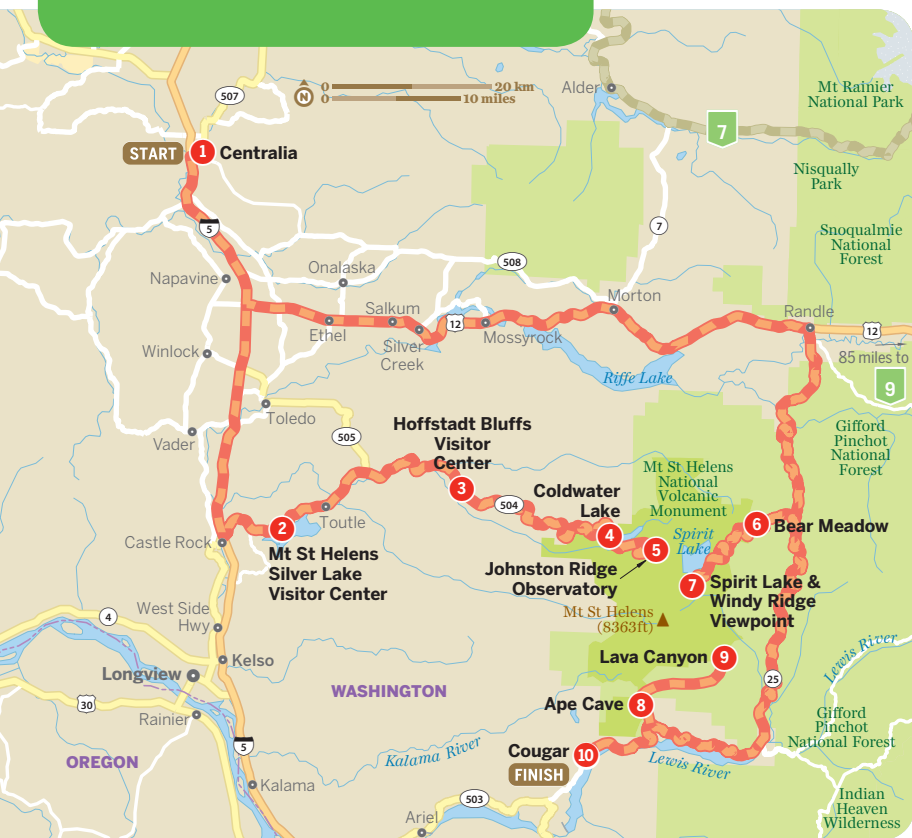 507
N
0 20 km
0 10 miles
Alder
Mt Rainier
National Park
7
START
1
Centralia
Nisqually
Park
5
7
Snoqualmie
National
Forest
508
Napavine
Onalaska
Morton
Salkum
Randle
12
12
Ethel
Silver
Creek
Mossyrock
Winlock
85 miles to
9
Riffe Lake
Toledo
Hoffstadt Bluffs
Visitor
Center
Vader
505
Gifford
Pinchot
National
Forest
Mt St Helens
National
Volcanic
Monument
3
Coldwater
Lake
504
2
Toutle
4
5
Spirit
Lake
6
Bear Meadow
Castle Rock
Mt St Helens
Silver Lake
Visitor Center
Johnston Ridge
Observatory
7
Spirit Lake &
Windy Ridge
Viewpoint
West Side
Hwy
4
Mt St Helens
(8363ft)
Lewis River
Kelso
Lava Canyon
9
Longview
WASHINGTON
25
30
Rainier
Ape Cave
8
Gifford
Pinchot
National Forest
5
OREGON
Kalama River
Cougar
10
FINISH
Lewis River
Kalama
503
Indian
Heaven
Wilderness
Ariel